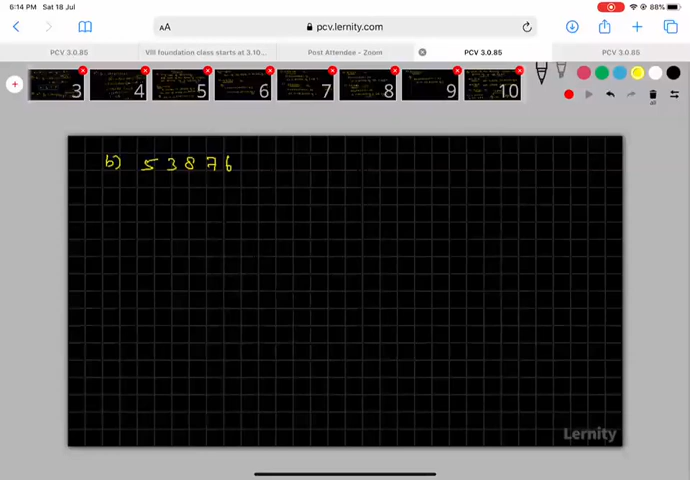 6:14 PM Sat 18 Jul
88%
AA
pcv.lernity.com
PCV 3.0.85
VIII foundation class starts at 3.10...
Post Attendee - Zoom
PCV 3.0.85
PCV 3.0.85
3
4
5
6
7
8
9
10
all
b) 5 3 8 7 6
Lernity